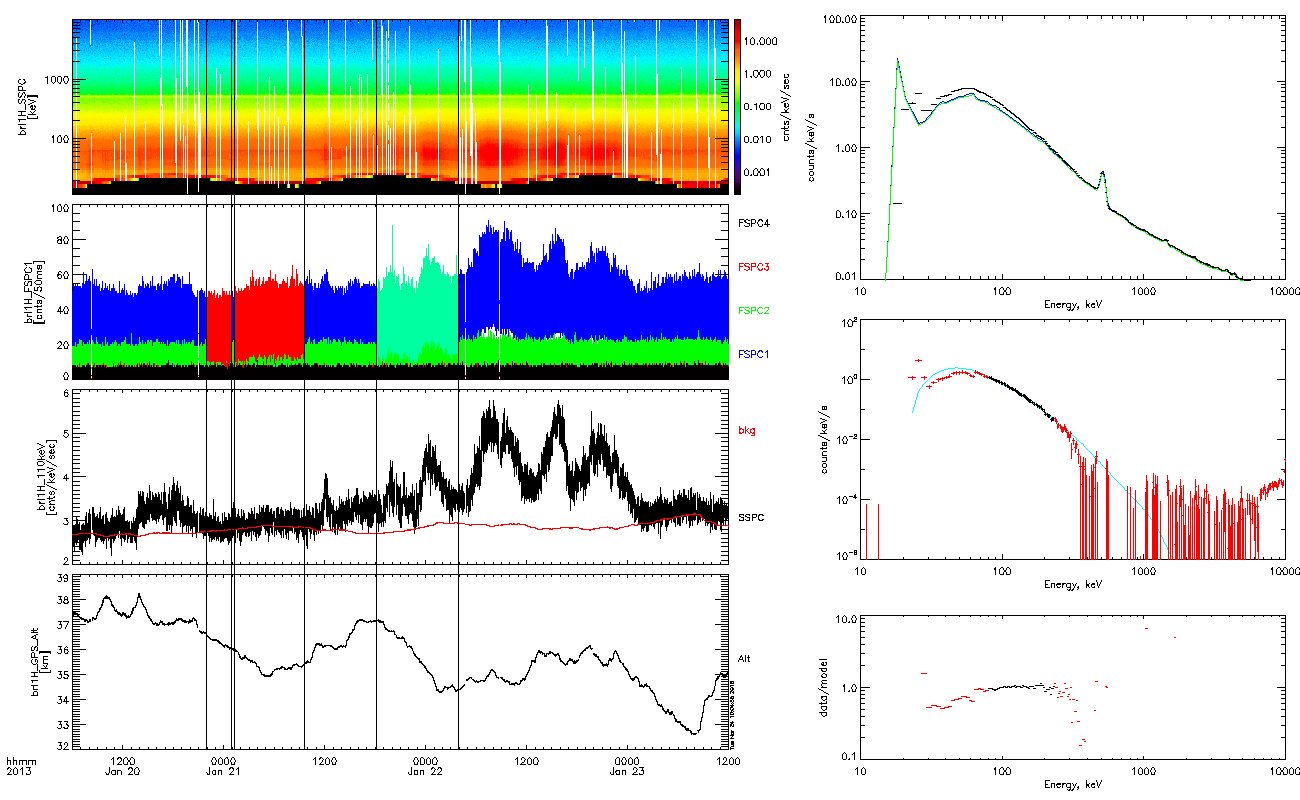 brl1H_SSPC
[keV]
1000
100
10.000
1.000
0.100
0.010
0.001
cnts/keV/sec
brl1H_FSPC1
[cnts/50ms]
100
80
60
40
20
0
FSPC4
FSPC3
FSPC2
FSPC1
brl1H_110keV
[cnts/keV/sec]
6
5
4
3
2
bkg
SSPC
brl1H_GPS_Alt
[km]
39
38
37
36
35
34
33
32
Alt
hhmm
2013
1200
Jan 20
0000
Jan 21
1200
0000
Jan 22
1200
0000
Jan 23
1200
counts/keV/s
100.00
10.00
1.00
0.10
0.01
10
100
1000
10000
Energy, keV
counts/keV/s
10²
10⁰
10⁻²
10⁻⁴
10⁻⁶
10
100
1000
10000
Energy, keV
data/model
10.0
1.0
0.1
10
100
1000
10000
Energy, keV